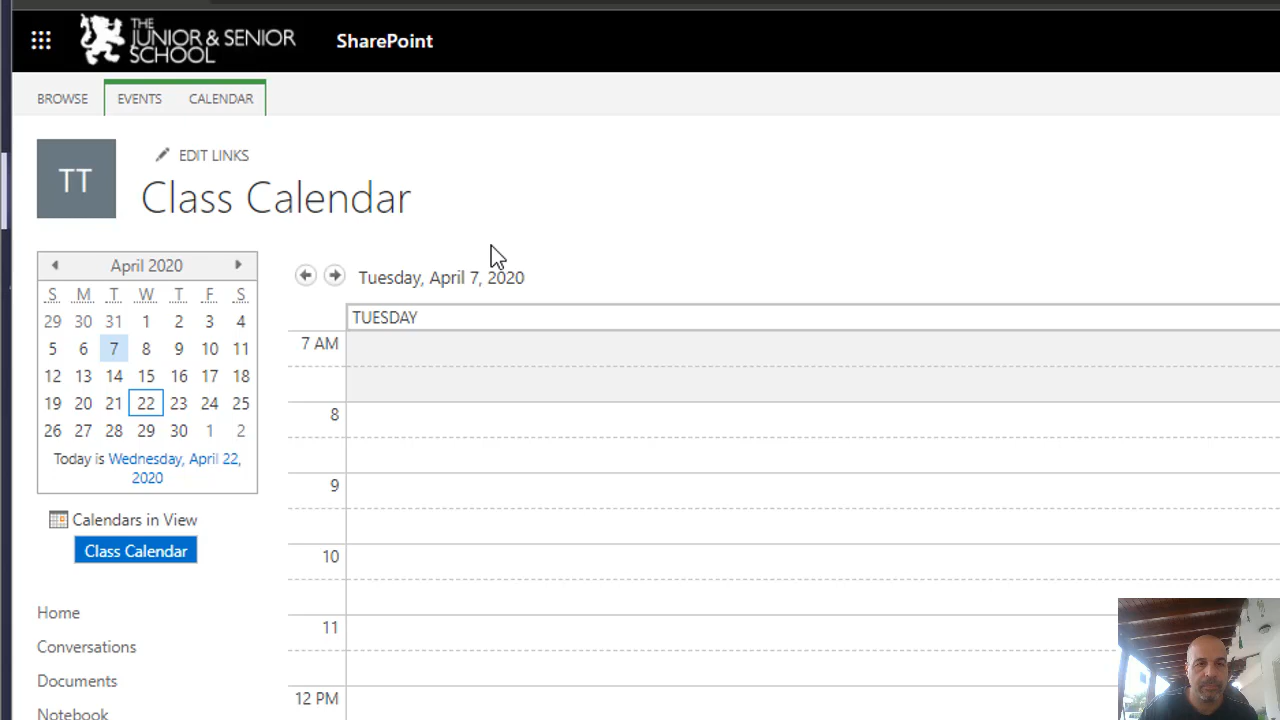 THE
JUNIOR & SENIOR
SCHOOL
SharePoint
BROWSE EVENTS CALENDAR
TT
EDIT LINKS
Class Calendar
April 2020
S M T W T F S
29 30 31 1 2 3 4
5 6 7 8 9 10 11
12 13 14 15 16 17 18
19 20 21 22 23 24 25
26 27 28 29 30 1 2
Today is Wednesday, April 22,
2020
Calendars in View
Class Calendar
Home
Conversations
Documents
Notebook
Tuesday, April 7, 2020
TUESDAY
7 AM
8
9
10
11
12 PM